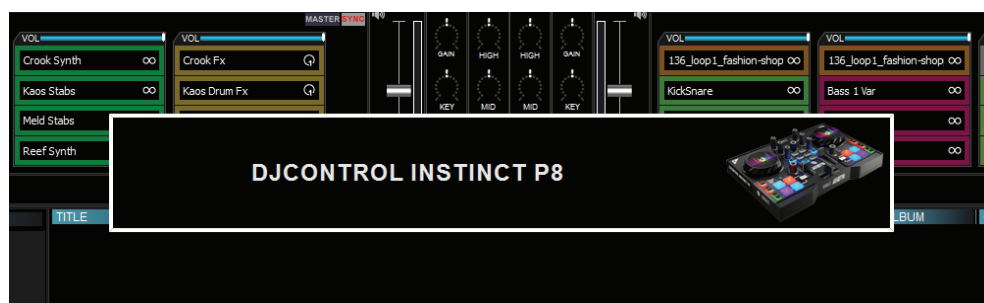 MASTER SYNC
VOL VOL VOL VOL
Crook Synth Crook Fx GAIN HIGH HIGH GAIN 136_loop1_fashion-shop 136_loop1_fashion-shop
Kaos Stabs Kaos Drum Fx KEY MID MID KEY KickSnare Bass 1 Var
Meld Stabs
Reef Synth
DJCONTROL INSTINCT P8
TITLE LBUM